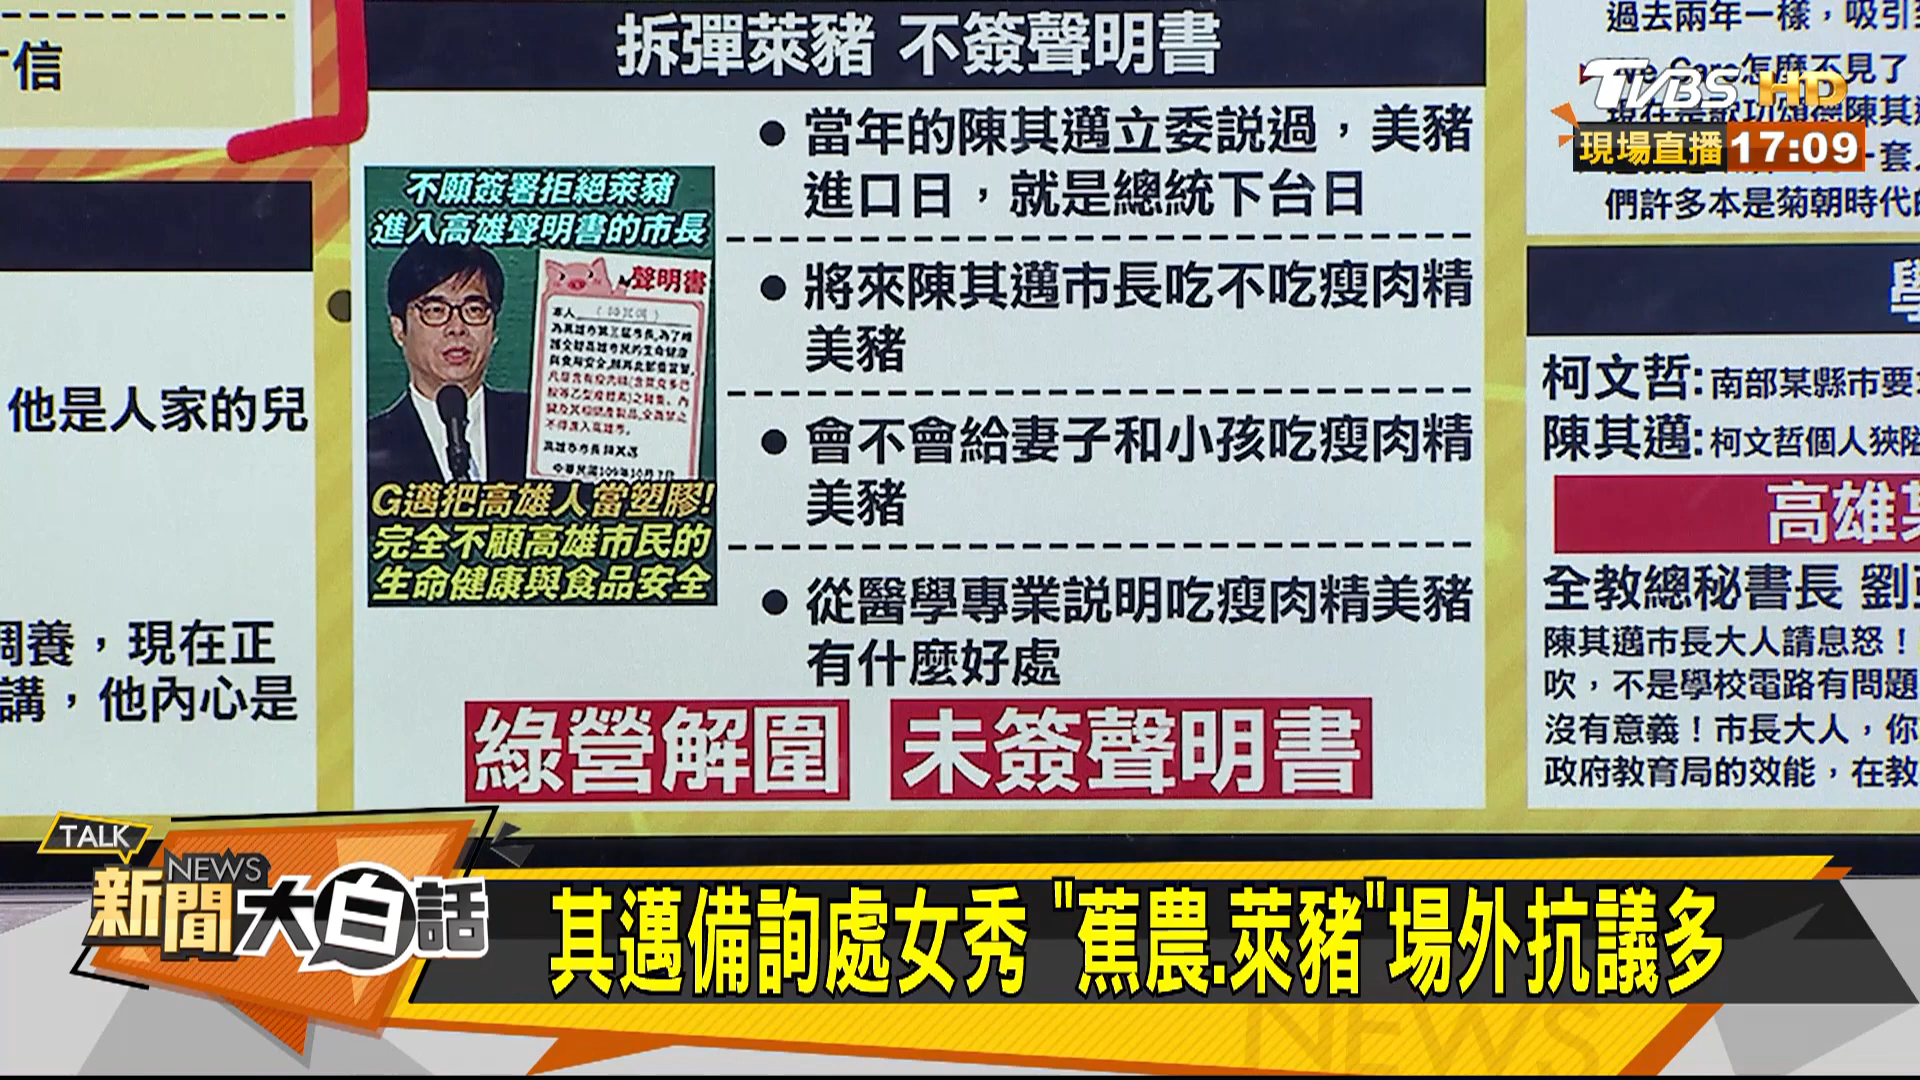 過去兩年一樣，吸引
信
拆彈萊豬 不簽聲明書
怎麼不見了
TVBS HD
現場直播 17:09
們許多本是菊朝時代
當年的陳其邁立委說過，美豬
進口日，就是總統下台日
將來陳其邁市長吃不吃瘦肉精
美豬
會不會給妻子和小孩吃瘦肉精
美豬
從醫學專業說明吃瘦肉精美豬
有什麼好處
不願簽署拒絕萊豬
進入高雄聲明書的市長
聲明書
本人
G邁把高雄人當塑膠!
完全不顧高雄市民的
生命健康與食品安全
綠營解圍 未簽聲明書
他是人家的兒
調養，現在正
講，他內心是
柯文哲:南部某縣市要
陳其邁:柯文哲個人狹隘
高雄
全教總秘書長 劉
陳其邁市長大人請息怒！
吹，不是學校電路有問題
沒有意義！市長大人，你
政府教育局的效能，在教
TALK
NEWS
新聞大白話
其邁備詢處女秀 "蕉農.萊豬"場外抗議多
NEWS